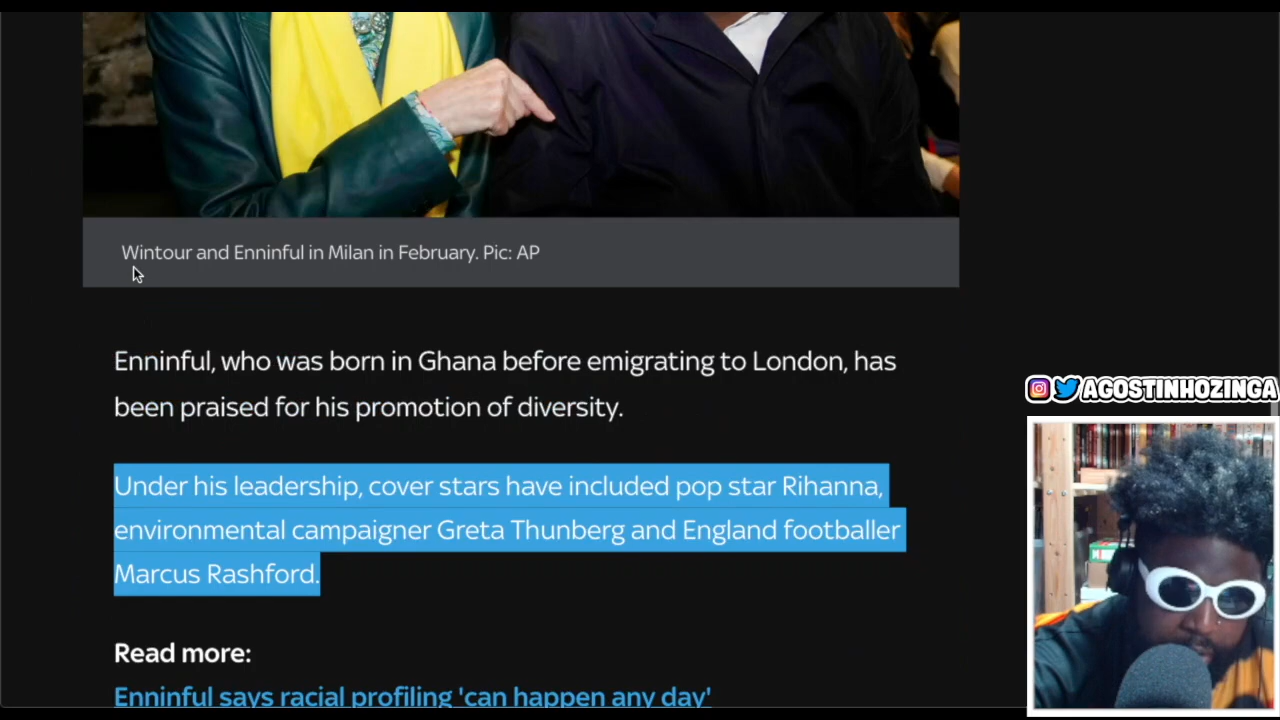 Wintour and Enninful in Milan in February. Pic: AP
Enninful, who was born in Ghana before emigrating to London, has
been praised for his promotion of diversity.
AGOSTINHOZINGA
Under his leadership, cover stars have included pop star Rihanna,
environmental campaigner Greta Thunberg and England footballer
Marcus Rashford.
Read more:
Enninful says racial profiling 'can happen any day'